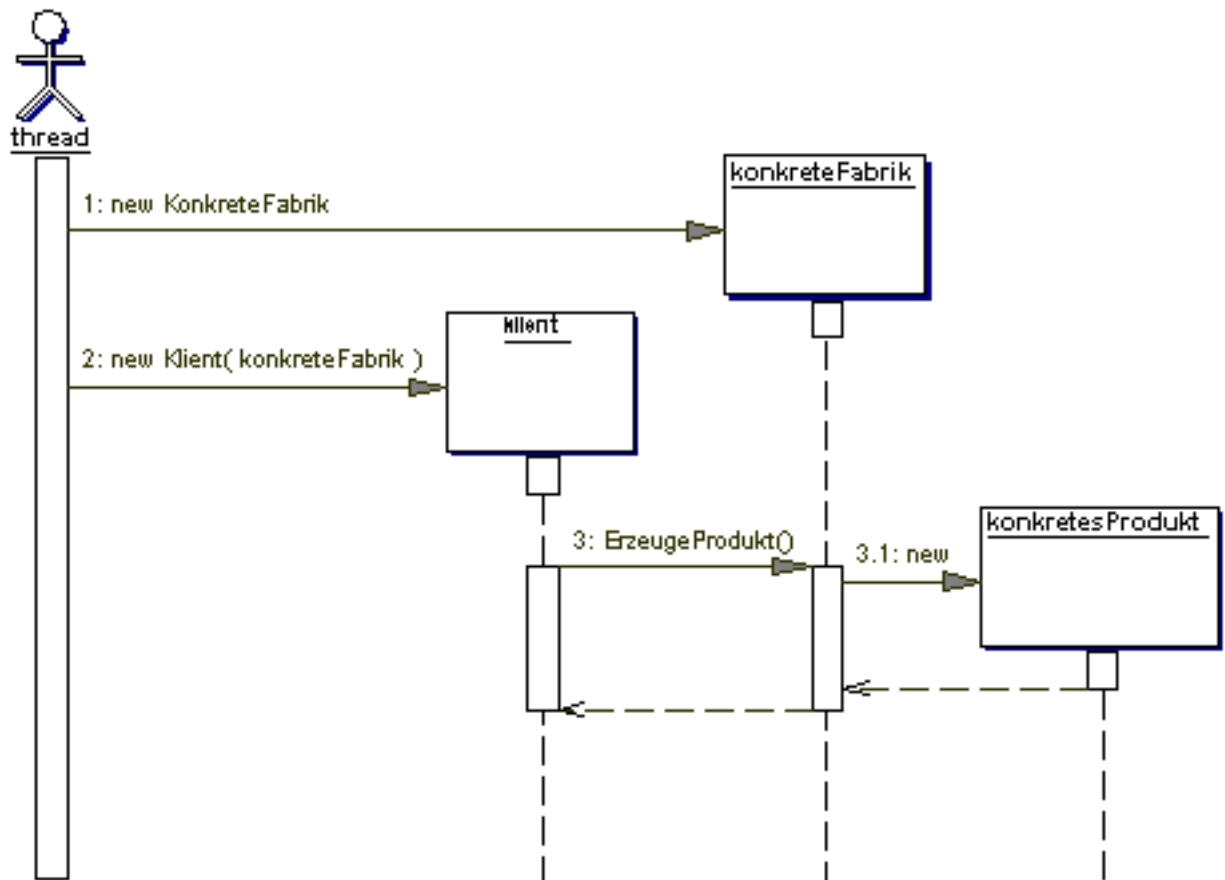 thread
konkreteFabrik
1: new KonkreteFabrik
klient
2: new Klient( konkreteFabrik )
konkretesProdukt
3: ErzeugeProdukt()
3.1: new